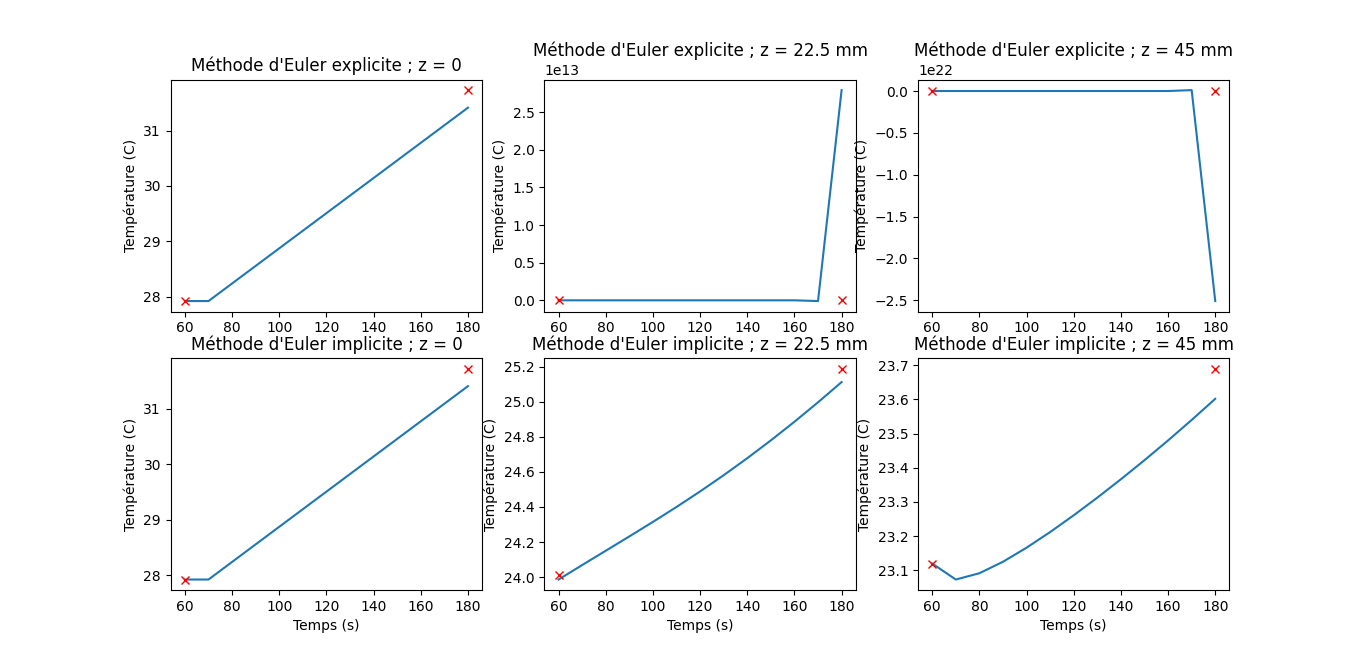 Méthode d'Euler explicite ; z = 0
Température (C)
31
30
29
28
60 80 100 120 140 160 180
Méthode d'Euler explicite ; z = 22.5 mm
1e13
Température (C)
2.5
2.0
1.5
1.0
0.5
0.0
60 80 100 120 140 160 180
Méthode d'Euler explicite ; z = 45 mm
1e22
Température (C)
0.0
−0.5
−1.0
−1.5
−2.0
−2.5
60 80 100 120 140 160 180
Méthode d'Euler implicite ; z = 0
Température (C)
31
30
29
28
60 80 100 120 140 160 180
Temps (s)
Méthode d'Euler implicite ; z = 22.5 mm
Température (C)
25.2
25.0
24.8
24.6
24.4
24.2
24.0
60 80 100 120 140 160 180
Temps (s)
Méthode d'Euler implicite ; z = 45 mm
Température (C)
23.7
23.6
23.5
23.4
23.3
23.2
23.1
60 80 100 120 140 160 180
Temps (s)